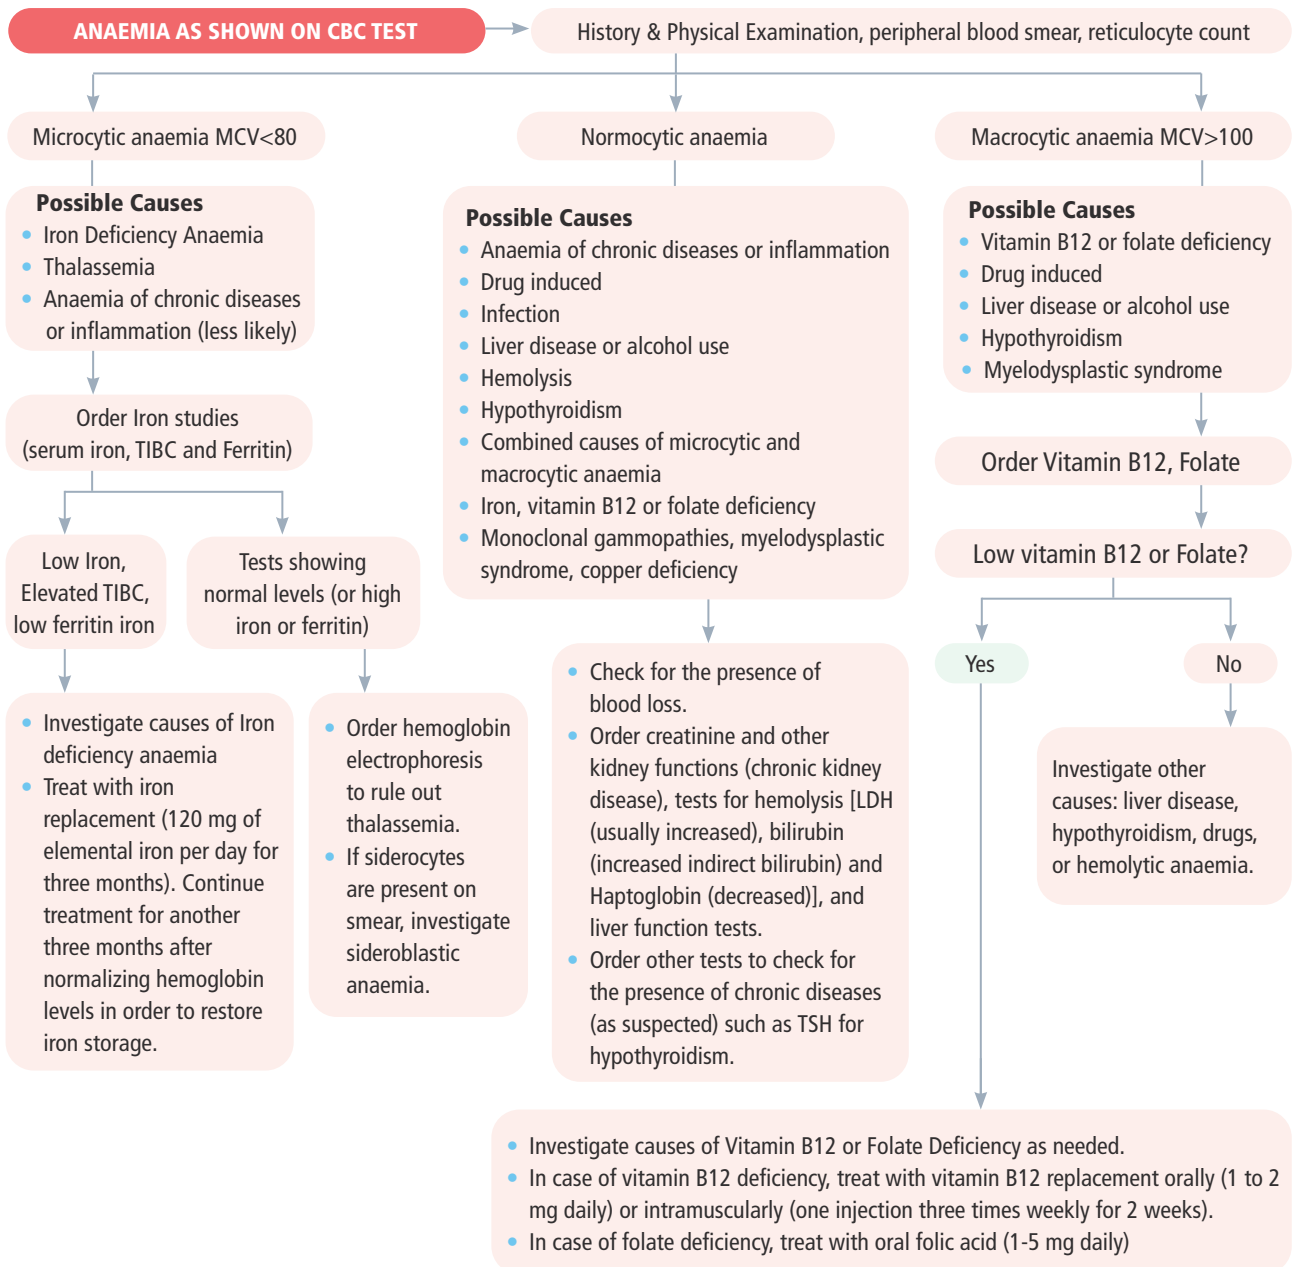 ANAEMIA AS SHOWN ON CBC TEST
History & Physical Examination, peripheral blood smear, reticulocyte count
Microcytic anaemia MCV<80
Possible Causes
• Iron Deficiency Anaemia
• Thalassemia
• Anaemia of chronic diseases
or inflammation (less likely)
Order Iron studies
(serum iron, TIBC and Ferritin)
Low Iron,
Elevated TIBC,
low ferritin iron
• Investigate causes of Iron
deficiency anaemia
• Treat with iron
replacement (120 mg of
elemental iron per day for
three months). Continue
treatment for another
three months after
normalizing hemoglobin
levels in order to restore
iron storage.
Tests showing
normal levels (or high
iron or ferritin)
• Order hemoglobin
electrophoresis
to rule out
thalassemia.
• If siderocytes
are present on
smear, investigate
sideroblastic
anaemia.
Normocytic anaemia
Possible Causes
• Anaemia of chronic diseases or inflammation
• Drug induced
• Infection
• Liver disease or alcohol use
• Hemolysis
• Hypothyroidism
• Combined causes of microcytic and
macrocytic anaemia
• Iron, vitamin B12 or folate deficiency
• Monoclonal gammopathies, myelodysplastic
syndrome, copper deficiency
• Check for the presence of
blood loss.
• Order creatinine and other
kidney functions (chronic kidney
disease), tests for hemolysis [LDH
(usually increased), bilirubin
(increased indirect bilirubin) and
Haptoglobin (decreased)], and
liver function tests.
• Order other tests to check for
the presence of chronic diseases
(as suspected) such as TSH for
hypothyroidism.
Macrocytic anaemia MCV>100
Possible Causes
• Vitamin B12 or folate deficiency
• Drug induced
• Liver disease or alcohol use
• Hypothyroidism
• Myelodysplastic syndrome
Order Vitamin B12, Folate
Low vitamin B12 or Folate?
Yes
No
Investigate other
causes: liver disease,
hypothyroidism, drugs,
or hemolytic anaemia.
• Investigate causes of Vitamin B12 or Folate Deficiency as needed.
• In case of vitamin B12 deficiency, treat with vitamin B12 replacement orally (1 to 2
mg daily) or intramuscularly (one injection three times weekly for 2 weeks).
• In case of folate deficiency, treat with oral folic acid (1-5 mg daily)